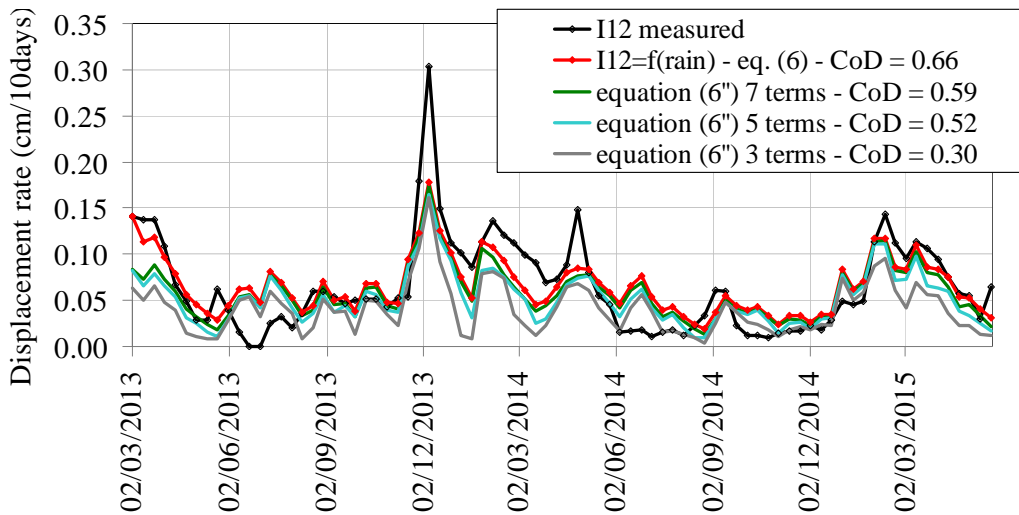 0.35
0.30
0.25
0.20
0.15
0.10
0.05
0.00
Displacement rate (cm/10days)
I12 measured
I12=f(rain) - eq. (6) - CoD = 0.66
equation (6") 7 terms - CoD = 0.59
equation (6") 5 terms - CoD = 0.52
equation (6") 3 terms - CoD = 0.30
02/03/2013
02/06/2013
02/09/2013
02/12/2013
02/03/2014
02/06/2014
02/09/2014
02/12/2014
02/03/2015